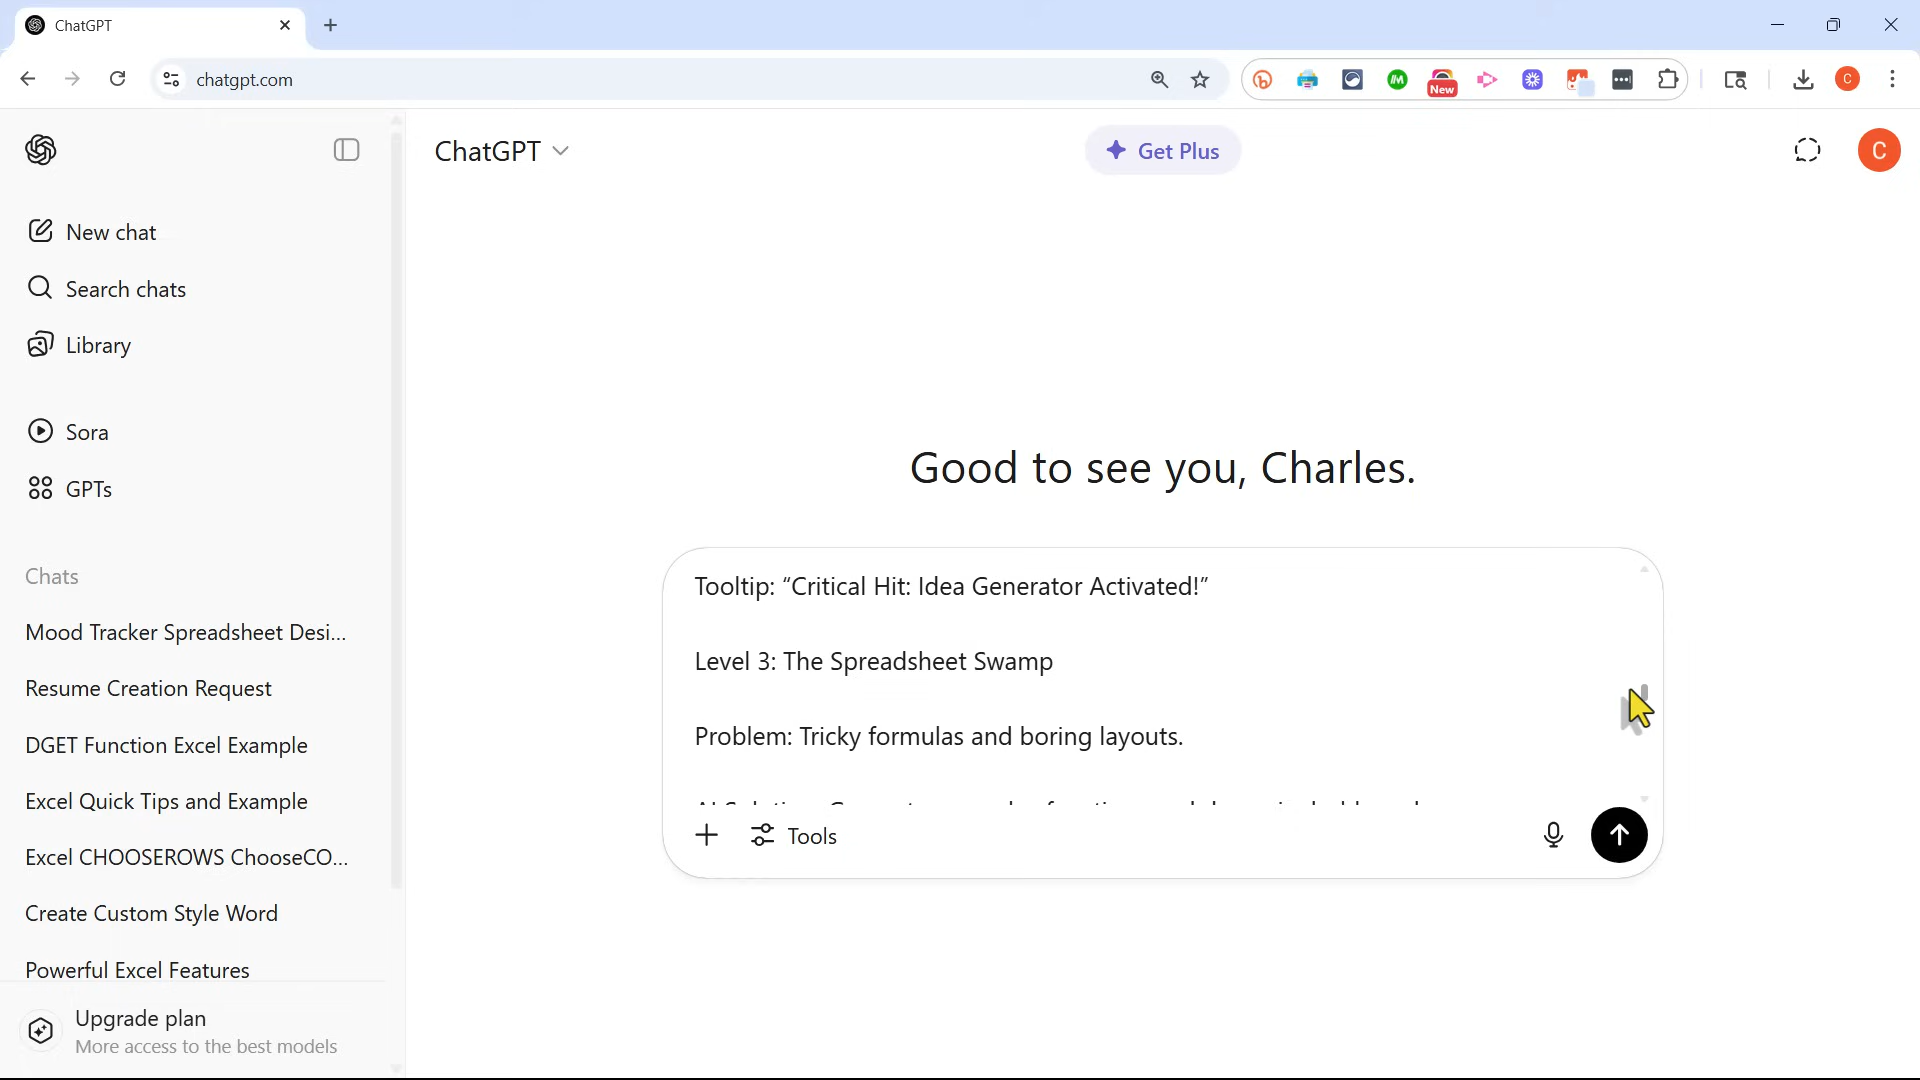 ChatGPT
chatgpt.com
New
C
ChatGPT
Get Plus
C
New chat
Search chats
Library
Sora
GPTs
Chats
Mood Tracker Spreadsheet Desi...
Resume Creation Request
DGET Function Excel Example
Excel Quick Tips and Example
Excel CHOOSEROWS ChooseCO...
Create Custom Style Word
Powerful Excel Features
Upgrade plan
More access to the best models
Good to see you, Charles.
Tooltip: “Critical Hit: Idea Generator Activated!”
Level 3: The Spreadsheet Swamp
Problem: Tricky formulas and boring layouts.
Tools